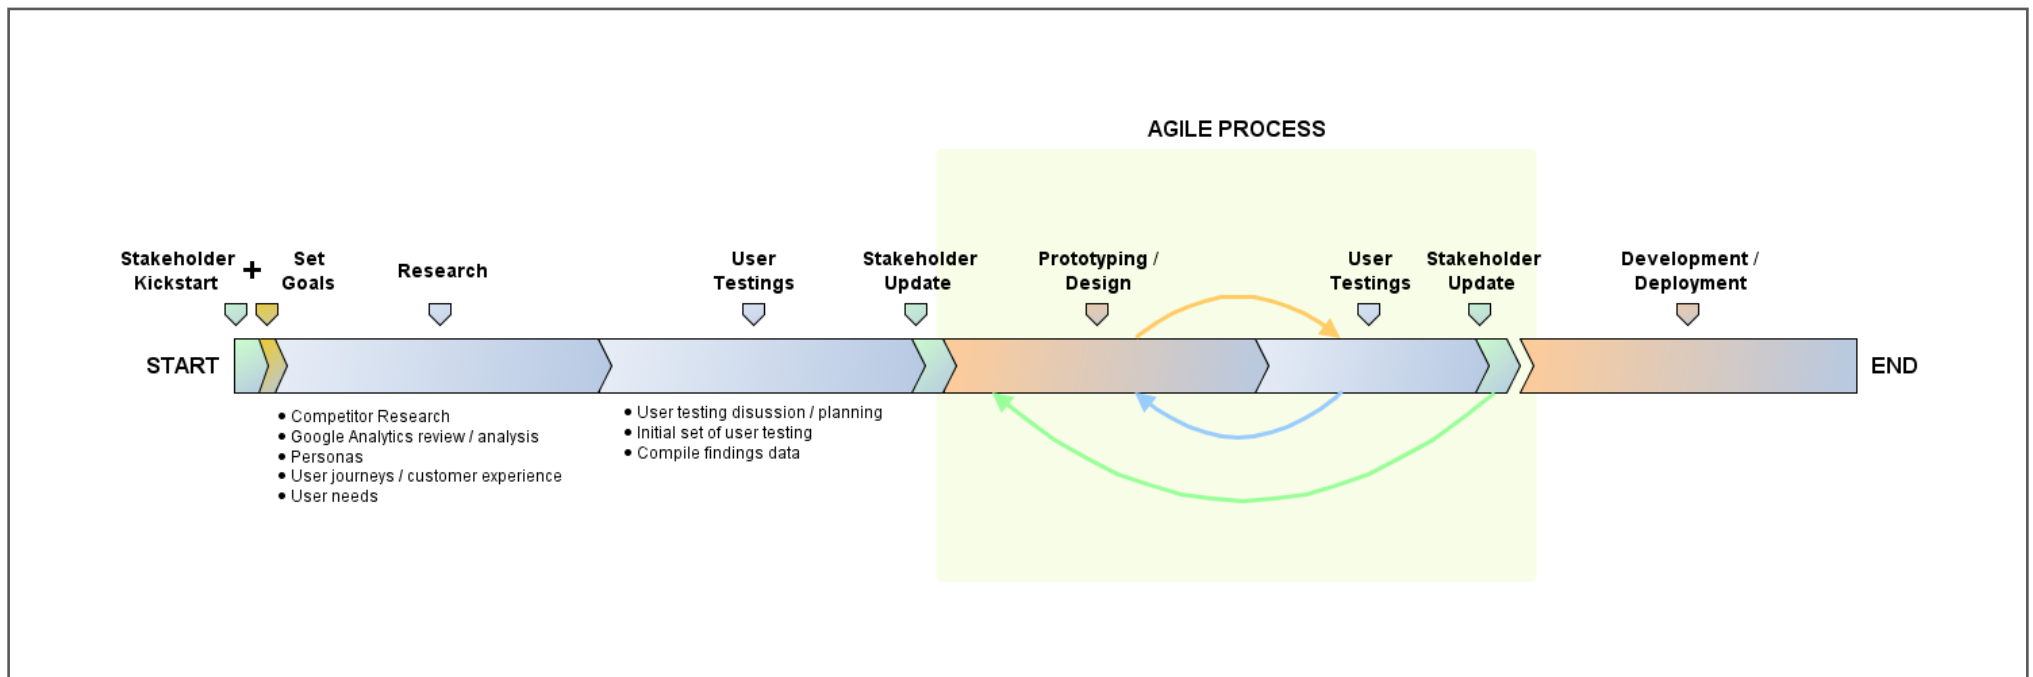 AGILE PROCESS
Stakeholder
Kickstart
+
Set
Goals
Research
User
Testings
Stakeholder
Update
Prototyping /
Design
User
Testings
Stakeholder
Update
Development /
Deployment
START
END
• Competitor Research
• Google Analytics review / analysis
• Personas
• User journeys / customer experience
• User needs
• User testing disussion / planning
• Initial set of user testing
• Compile findings data